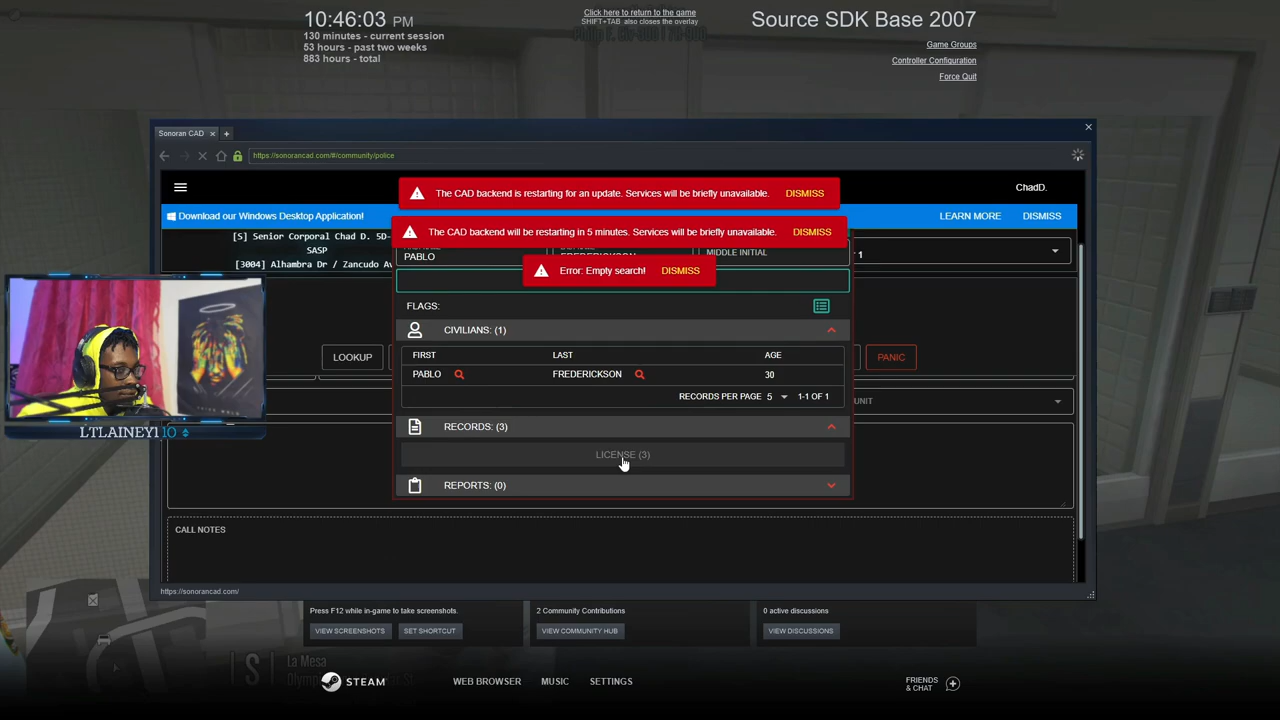 10:46:03 PM
130 minutes - current session
53 hours - past two weeks
883 hours - total
Click here to return to the game
SHIFT+TAB also closes the overlay
Source SDK Base 2007
Game Groups
Controller Configuration
Force Quit
Sonoran CAD
https://sonorancad.com/#/community/police
ChadD.
The CAD backend is restarting for an update. Services will be briefly unavailable. DISMISS
Download our Windows Desktop Application!
LEARN MORE
DISMISS
[S] Senior Corporal Chad D. 5D-
SASP
[3004] Alhambra Dr / Zancudo Av
The CAD backend will be restarting in 5 minutes. Services will be briefly unavailable. DISMISS
PABLO
MIDDLE INITIAL
1
Error: Empty search! DISMISS
FLAGS:
CIVILIANS: (1)
FIRST LAST AGE
PABLO FREDERICKSON 30
RECORDS PER PAGE 5 1-1 OF 1
LOOKUP
PANIC
UNIT
RECORDS: (3)
LICENSE (3)
REPORTS: (0)
LTLAINEY110
CALL NOTES
https://sonorancad.com/
Press F12 while in-game to take screenshots.
VIEW SCREENSHOTS
SET SHORTCUT
2 Community Contributions
VIEW COMMUNITY HUB
0 active discussions
VIEW DISCUSSIONS
[S]
La Mesa
STEAM
WEB BROWSER
MUSIC
SETTINGS
FRIENDS
& CHAT